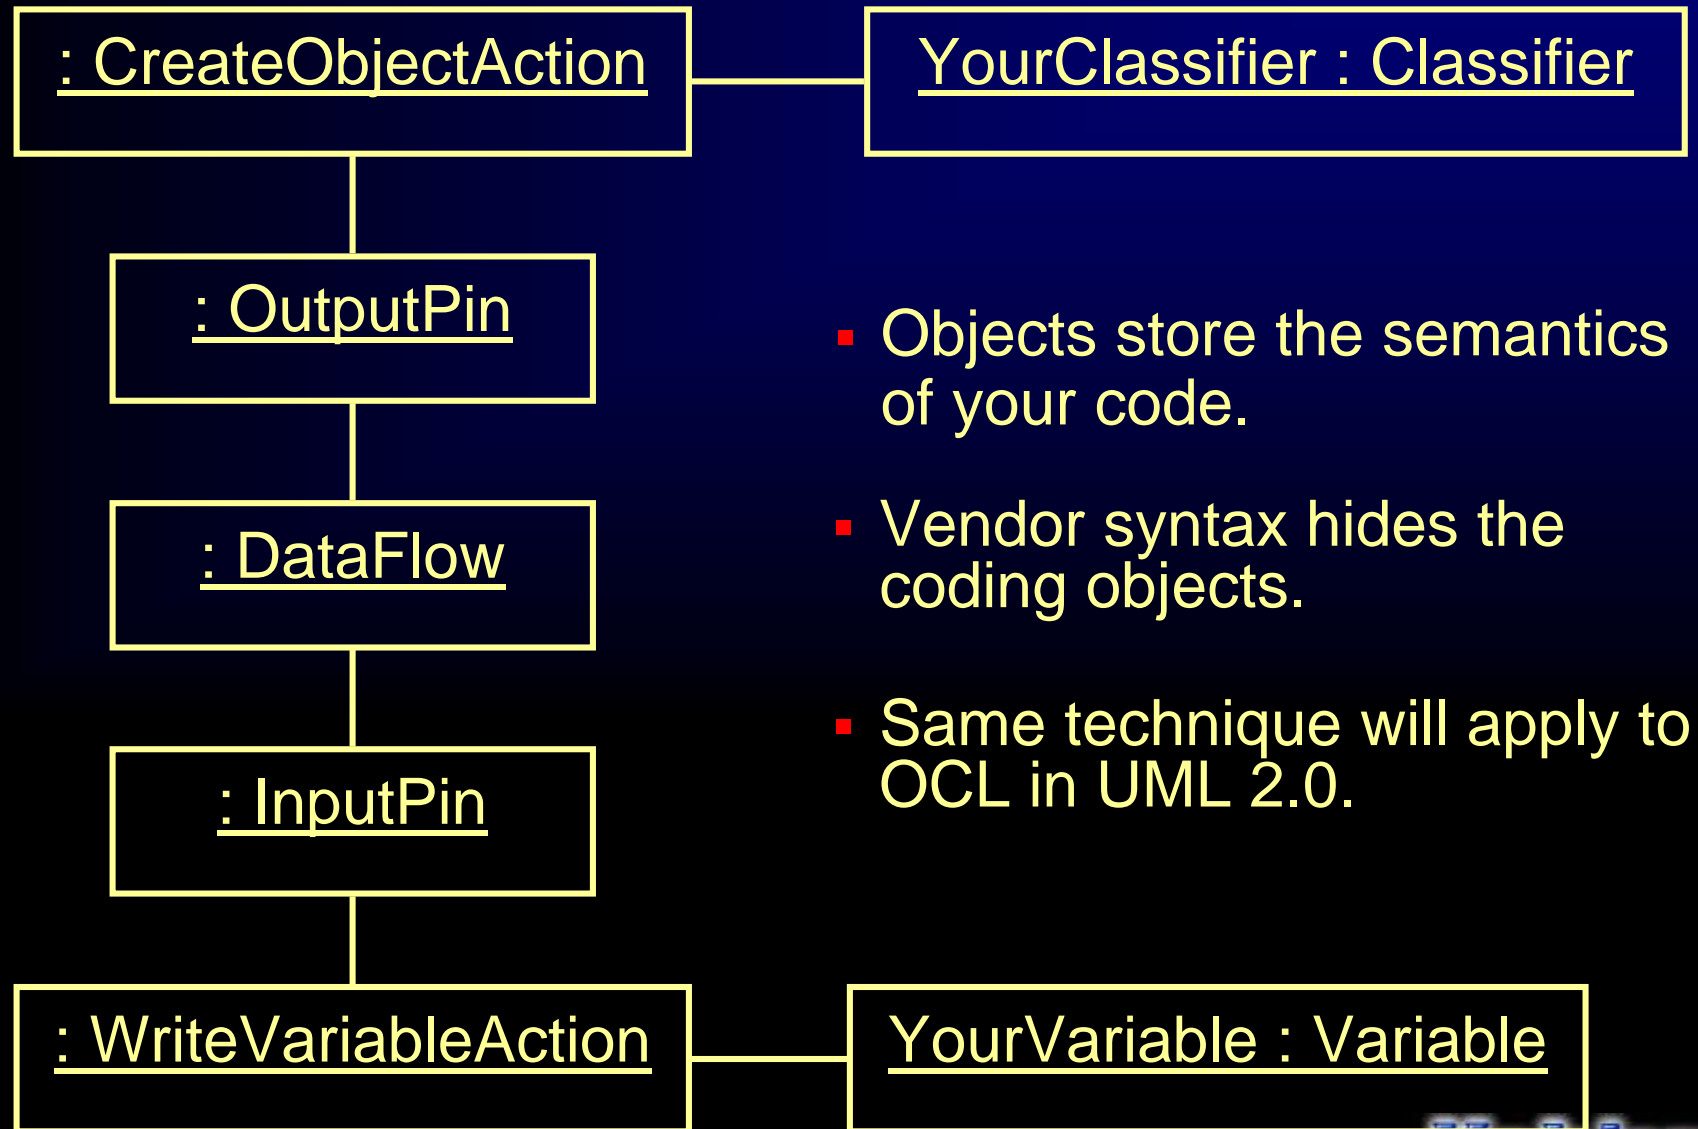 : CreateObjectAction
YourClassifier : Classifier
: OutputPin
: DataFlow
: InputPin
: WriteVariableAction
YourVariable : Variable
Objects store the semantics
of your code.
Vendor syntax hides the
coding objects.
Same technique will apply to
OCL in UML 2.0.